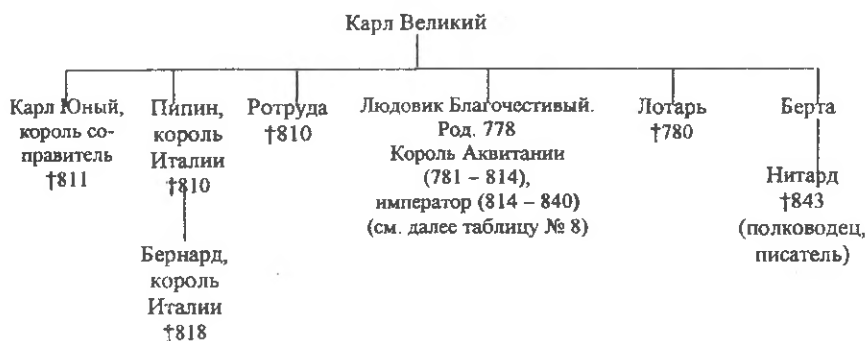 Карл Великий
Карл Юный,
король со-
правитель
†811
Пипин,
король
Италии
†810
Ротруда
†810
Людовик Благочестивый.
Род. 778
Король Аквитании
(781 – 814),
император (814 – 840)
(см. далее таблицу № 8)
Лотарь
†780
Берта
Нитард
†843
(полководец,
писатель)
Бернард,
король
Италии
†818